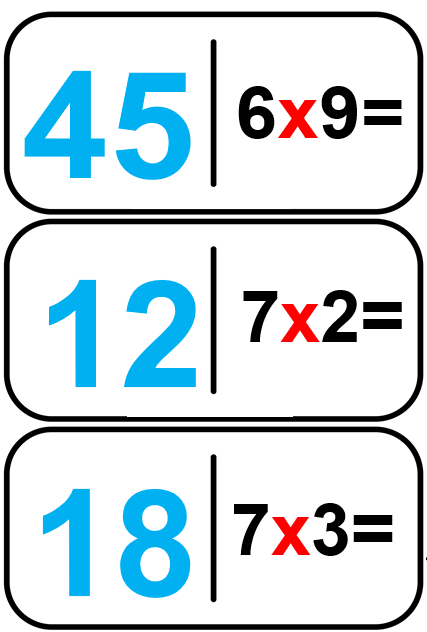 45 6x9=
12 7x2=
18 7x3=